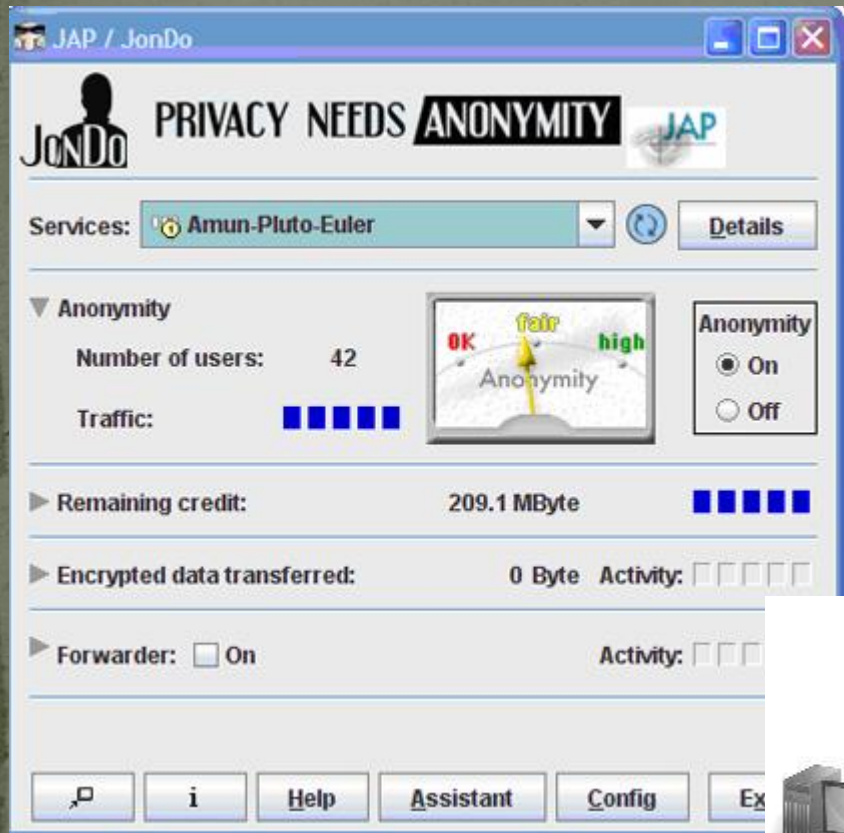 JAP / JonDo
JONDO PRIVACY NEEDS ANONYMITY JAP
Services: Amun-Pluto-Euler Details
Anonymity
Number of users: 42
Traffic:
OK fair high
Anonymity
Anonymity
On
Off
Remaining credit: 209.1 MByte
Encrypted data transferred: 0 Byte Activity:
Forwarder: On Activity:
i Help Assistant Config Ex